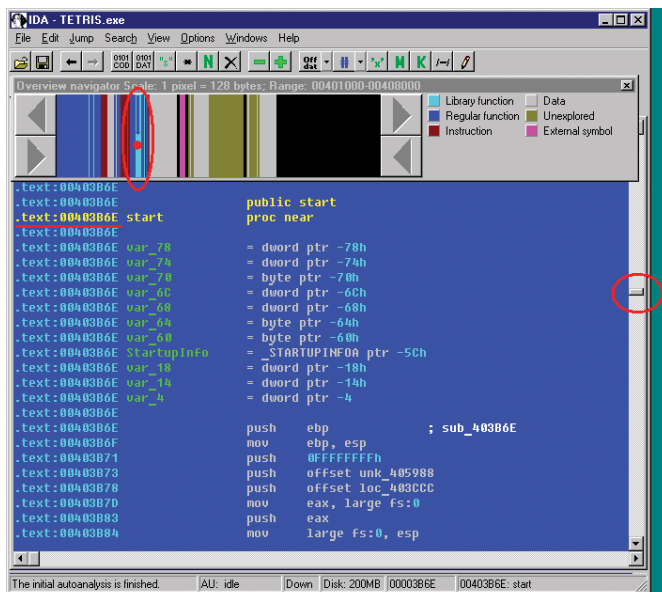 IDA - TETRIS.exe
File Edit Jump Search View Options Windows Help
Overview navigator Scale: 1 pixel = 128 bytes; Range: 00401000-00408000
Library function Data
Regular function Unexplored
Instruction External symbol
.text:00403B6E
.text:00403B6E public start
.text:00403B6E start proc near
.text:00403B6E
.text:00403B6E var_78 = dword ptr -78h
.text:00403B6E var_74 = dword ptr -74h
.text:00403B6E var_70 = byte ptr -70h
.text:00403B6E var_6C = dword ptr -6Ch
.text:00403B6E var_68 = dword ptr -68h
.text:00403B6E var_64 = byte ptr -64h
.text:00403B6E var_60 = byte ptr -60h
.text:00403B6E StartupInfo = _STARTUPINFOA ptr -5Ch
.text:00403B6E var_18 = dword ptr -18h
.text:00403B6E var_14 = dword ptr -14h
.text:00403B6E var_4 = dword ptr -4
.text:00403B6E
.text:00403B6E push ebp ; sub_403B6E
.text:00403B6F mov ebp, esp
.text:00403B71 push 0FFFFFFFFh
.text:00403B73 push offset unk_405988
.text:00403B78 push offset loc_403CCC
.text:00403B7D mov eax, large fs:0
.text:00403B83 push eax
.text:00403B84 mov large fs:0, esp
The initial autoanalysis is finished. AU: idle Down Disk: 200MB 00003B6E 00403B6E: start